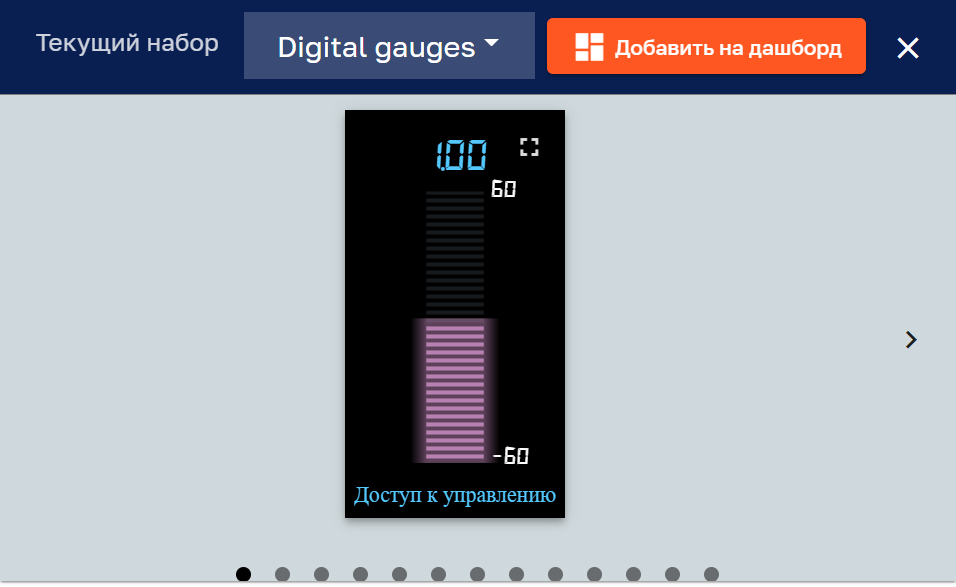 Текущий набор
Digital gauges
Добавить на дашборд
1.00
60
-60
Доступ к управлению